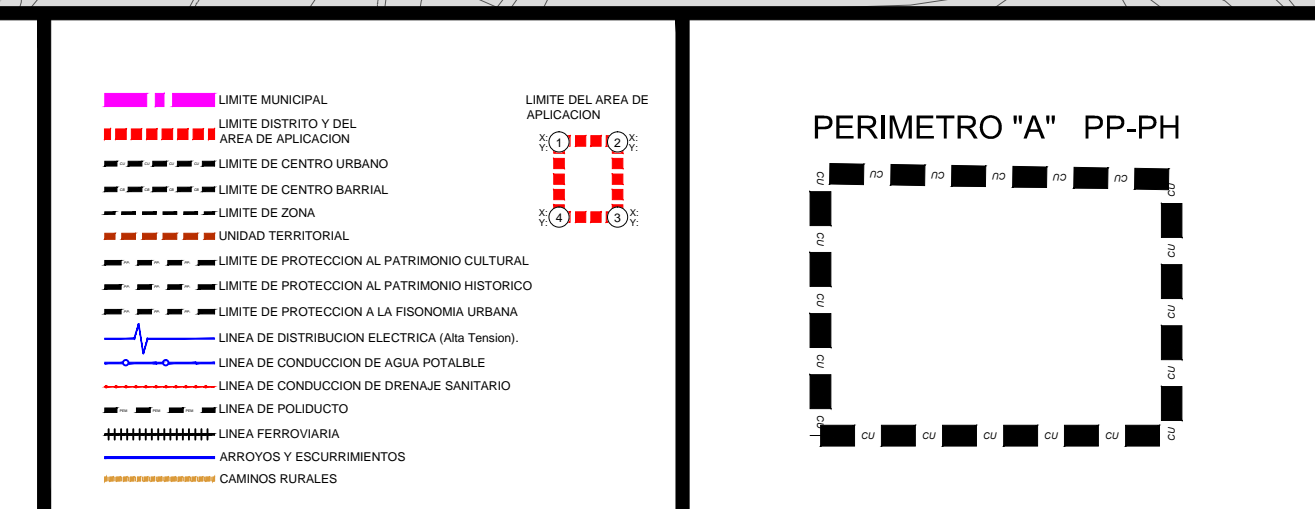 LIMITE MUNICIPAL
LIMITE DISTRITO Y DEL
AREA DE APLICACION
LIMITE DE CENTRO URBANO
LIMITE DE CENTRO BARRIAL
LIMITE DE ZONA
UNIDAD TERRITORIAL
LIMITE DE PROTECCION AL PATRIMONIO CULTURAL
LIMITE DE PROTECCION AL PATRIMONIO HISTORICO
LIMITE DE PROTECCION A LA FISONOMIA URBANA
LINEA DE DISTRIBUCION ELECTRICA (Alta Tension).
LINEA DE CONDUCCION DE AGUA POTALBLE
LINEA DE CONDUCCION DE DRENAJE SANITARIO
LINEA DE POLIDUCTO
LINEA FERROVIARIA
ARROYOS Y ESCURRIMIENTOS
CAMINOS RURALES
LIMITE DEL AREA DE
APLICACION
X: 1 2 X:
Y: Y:
X: 4 3 X:
Y: Y:
PERIMETRO "A" PP-PH
CU CU CU CU CU CU
CU
CU
CU
CU
CU
CU
CU
CU
CU
CU CU CU CU CU